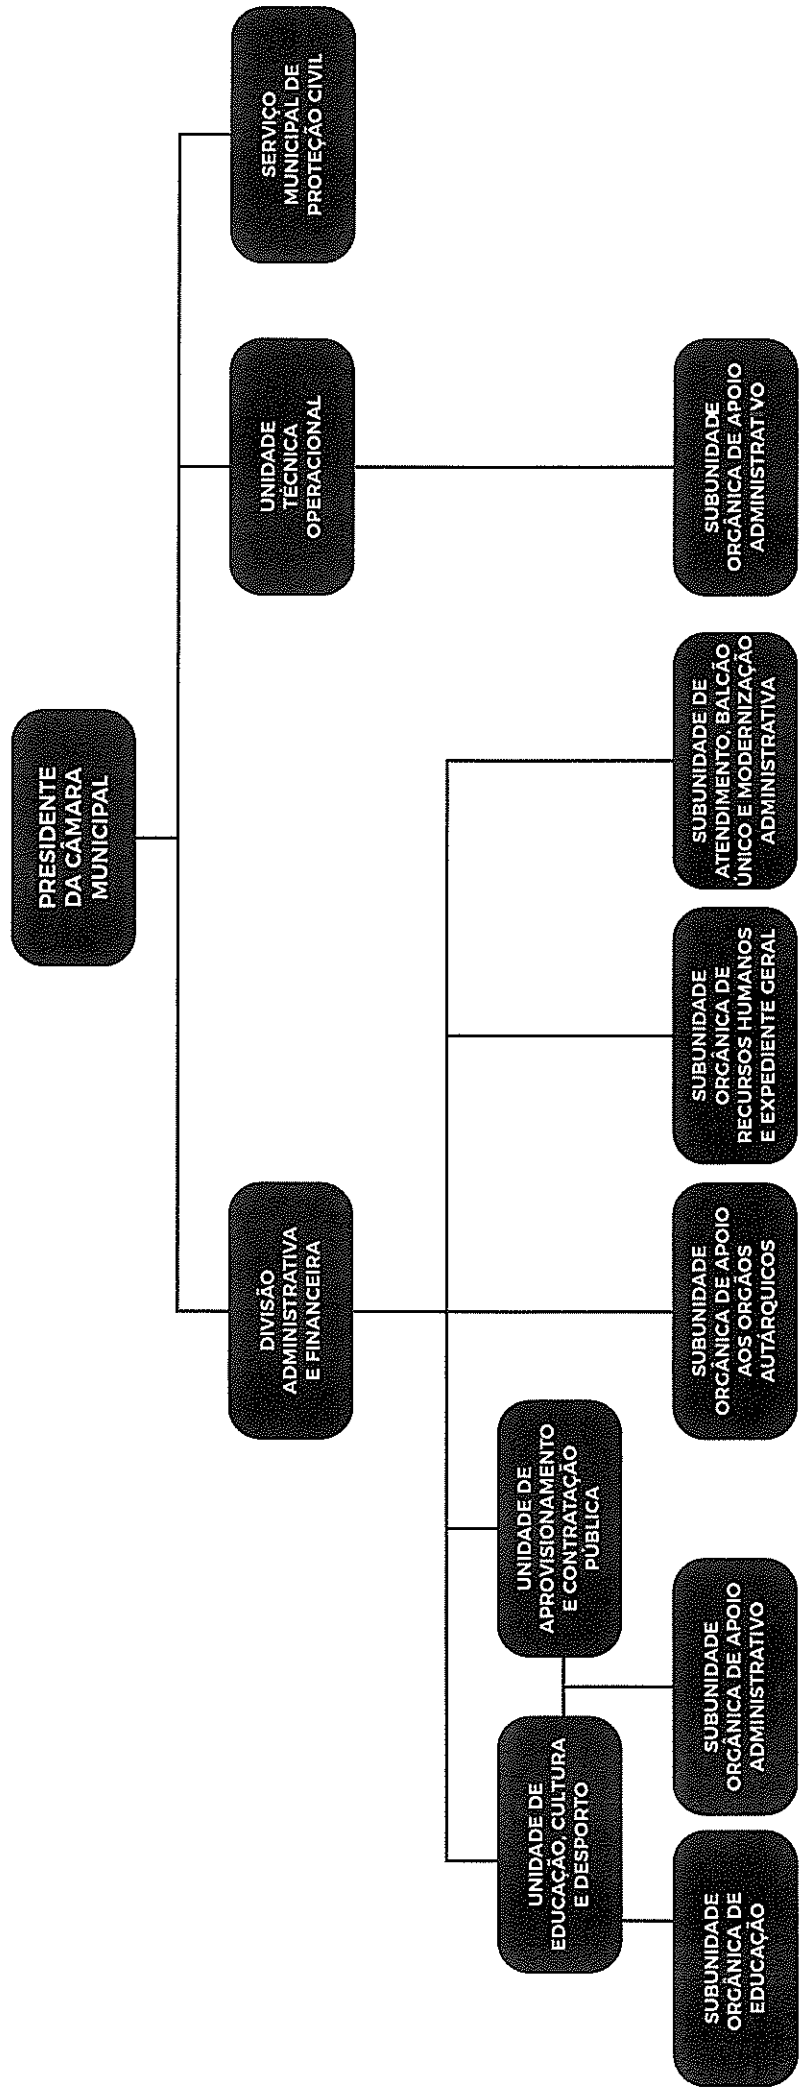 PRESIDENTE
DA CÂMARA
MUNICIPAL
DIVISÃO
ADMINISTRATIVA
E FINANCEIRA
UNIDADE
TÉCNICA
OPERACIONAL
SERVIÇO
MUNICIPAL DE
PROTEÇÃO CIVIL
UNIDADE DE
EDUCAÇÃO, CULTURA
E DESPORTO
UNIDADE DE
APROVISIONAMENTO
E CONTRATAÇÃO
PÚBLICA
SUBUNIDADE
ORGÂNICA DE
EDUCAÇÃO
SUBUNIDADE
ORGÂNICA DE APOIO
ADMINISTRATIVO
SUBUNIDADE
ORGÂNICA DE APOIO
AOS ORGÃOS
AUTÁRQUICOS
SUBUNIDADE
ORGÂNICA DE
RECURSOS HUMANOS
E EXPEDIENTE GERAL
SUBUNIDADE DE
ATENDIMENTO, BALCÃO
ÚNICO E MODERNIZAÇÃO
ADMINISTRATIVA
SUBUNIDADE
ORGÂNICA DE APOIO
ADMINISTRATIVO